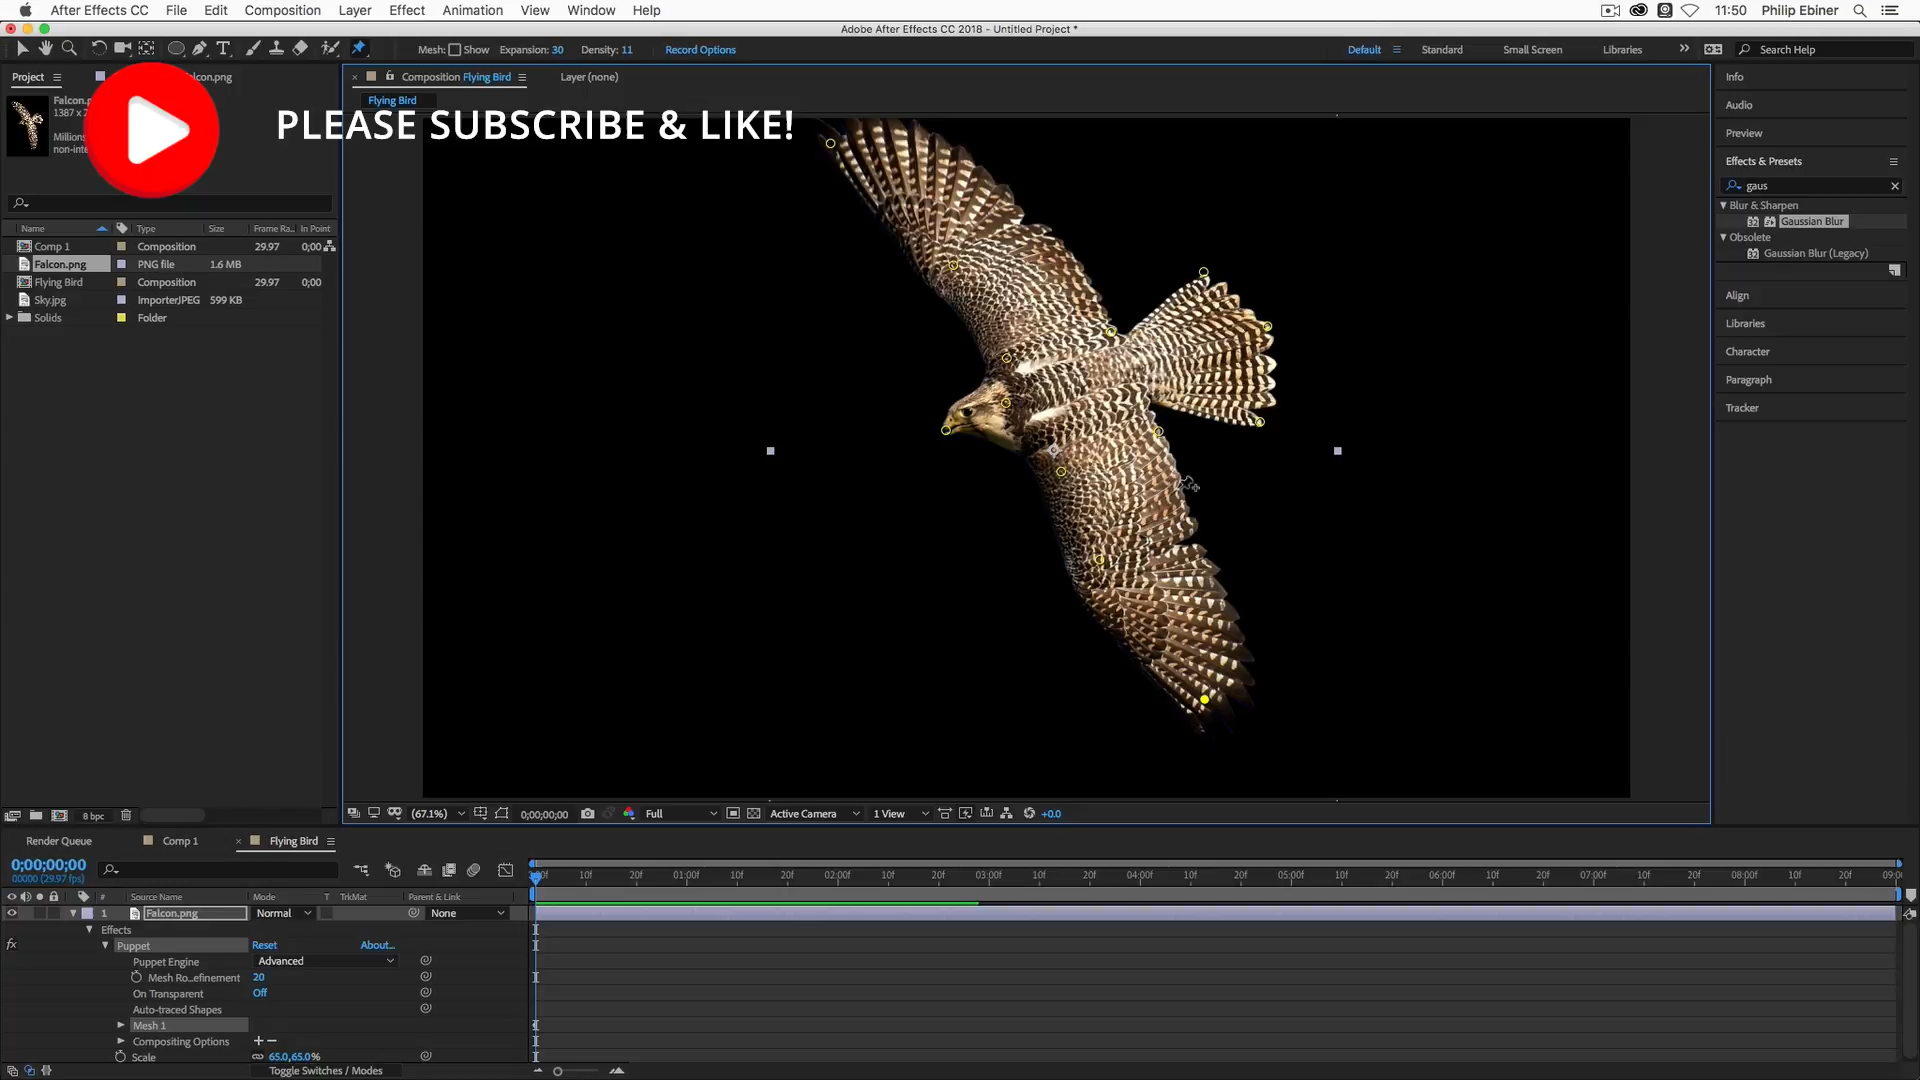 After Effects CC File Edit Composition Layer Effect Animation View Window Help 11:50 Philip Ebiner
Adobe After Effects CC 2018 - Untitled Project *
Mesh: Show Expansion: 30 Density: 11 Record Options Default Standard Small Screen Libraries Search Help
Project Falcon.png
Composition Flying Bird Layer (none)
Flying Bird
Falcon.p
1387 x 2
Millions
non-inte
PLEASE SUBSCRIBE & LIKE!
Name Type Size Frame Ra... In Point
Comp 1 Composition 29.97 0;00
Falcon.png PNG file 1.6 MB
Flying Bird Composition 29.97 0;00
Sky.jpg ImporterJPEG 599 KB
Solids Folder
8 bpc
Info
Audio
Preview
Effects & Presets
gaus
Blur & Sharpen
Gaussian Blur
Obsolete
Gaussian Blur (Legacy)
Align
Libraries
Character
Paragraph
Tracker
(67.1%) 0;00;00;00 Full Active Camera 1 View +0.0
Render Queue Comp 1 Flying Bird
0;00;00;00
00000 (29.97 fps)
:00f 10f 20f 01:00f 10f 20f 02:00f 10f 20f 03:00f 10f 20f 04:00f 10f 20f 05:00f 10f 20f 06:00f 10f 20f 07:00f 10f 20f 08:00f 10f 20f 09:0
# Source Name Mode T TrkMat Parent & Link
1 Falcon.png Normal None
Effects
fx Puppet Reset About...
Puppet Engine Advanced
Mesh Ro...efinement 20
On Transparent Off
Auto-traced Shapes
Mesh 1
Compositing Options + −
Scale 65.0,65.0%
Toggle Switches / Modes